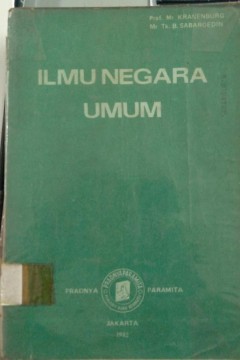 Prof. Mr. KRANENBURG
Mr. Tk. B. SABAROEDIN
ILMU NEGARA
UMUM
PRADNYA PARAMITA
JAKARTA